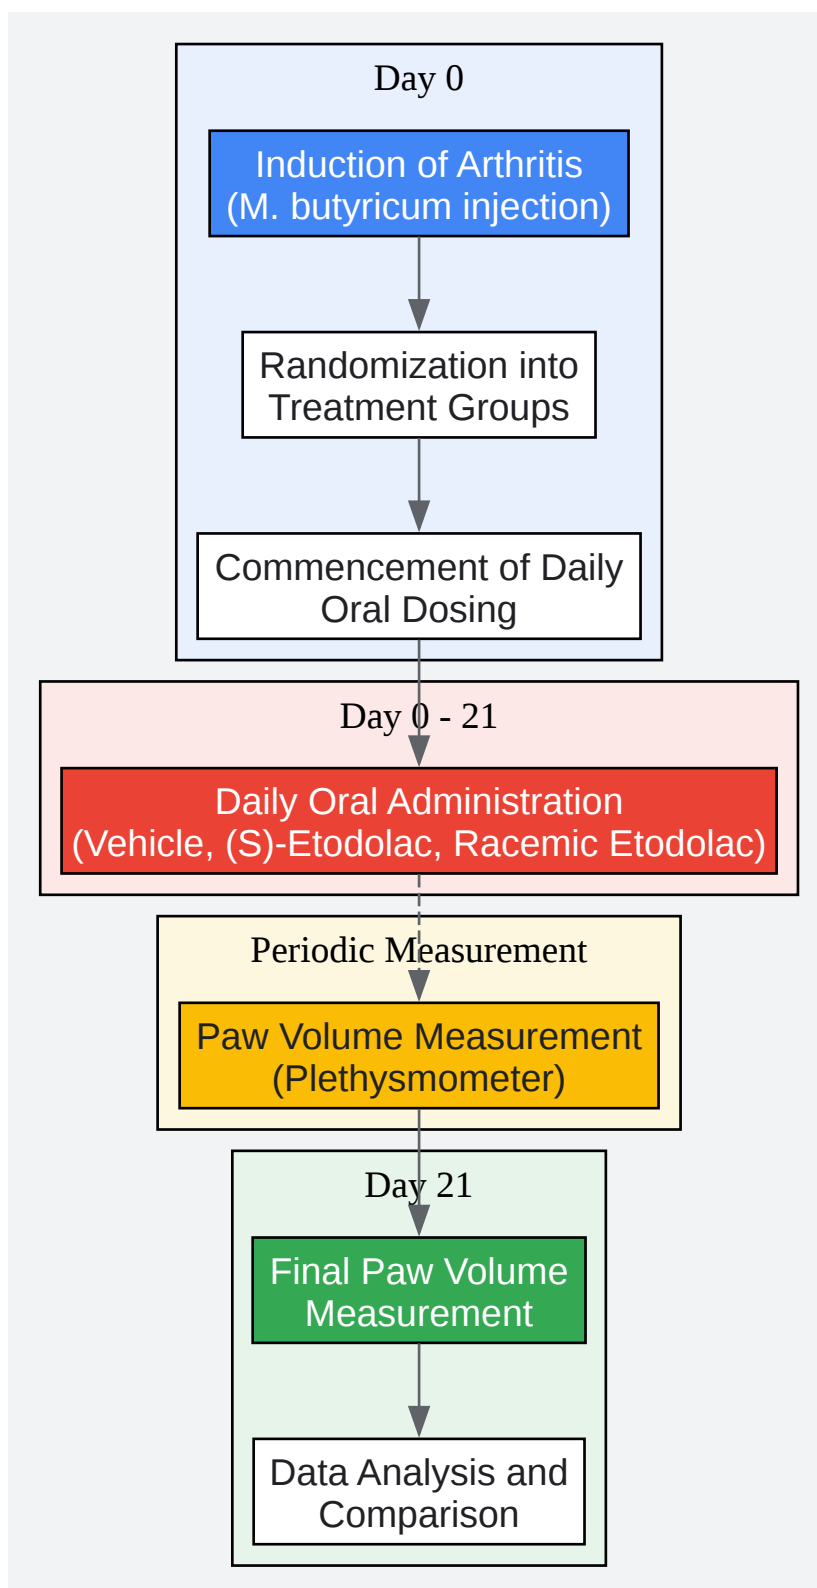 Day 0
Induction of Arthritis
(M. butyricum injection)
Randomization into
Treatment Groups
Commencement of Daily
Oral Dosing
Day 0 - 21
Daily Oral Administration
(Vehicle, (S)-Etodolac, Racemic Etodolac)
Periodic Measurement
Paw Volume Measurement
(Plethysmometer)
Day 21
Final Paw Volume
Measurement
Data Analysis and
Comparison